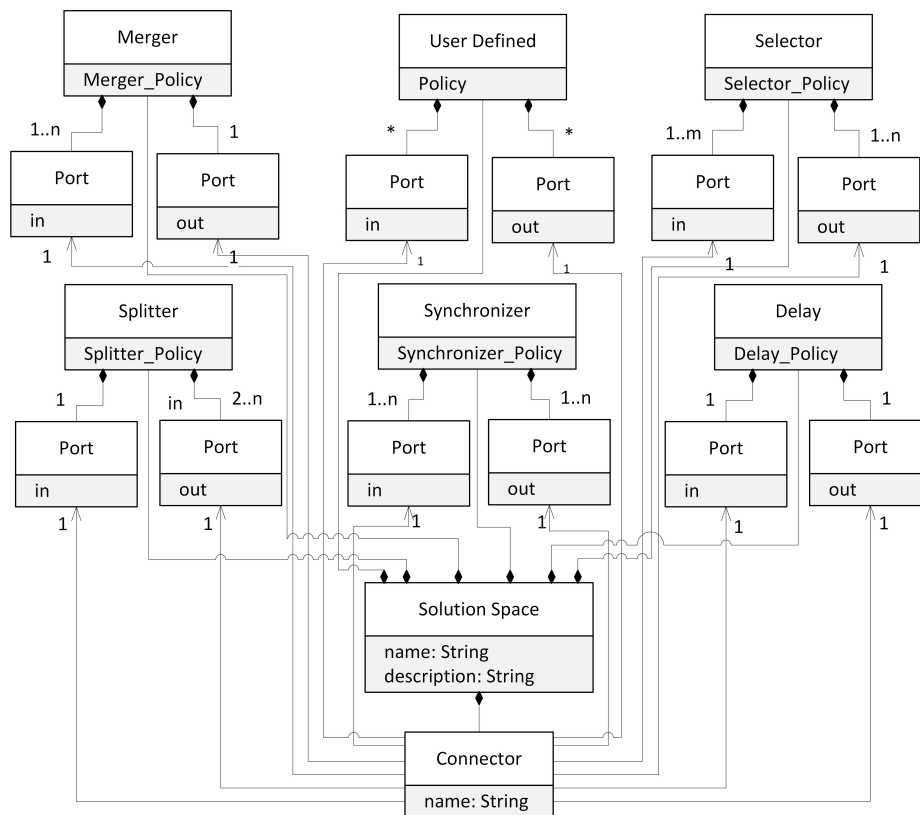 Merger
Merger_Policy
User Defined
Policy
Selector
Selector_Policy
1..n
1
*
*
1..m
1..n
Port
in
Port
out
Port
in
Port
out
Port
in
Port
out
1
1
1
1
1
1
Splitter
Splitter_Policy
Synchronizer
Synchronizer_Policy
Delay
Delay_Policy
1
in
2..n
1..n
1..n
1
1
Port
in
Port
out
Port
in
Port
out
Port
in
Port
out
1
1
1
1
1
1
Solution Space
name: String
description: String
Connector
name: String